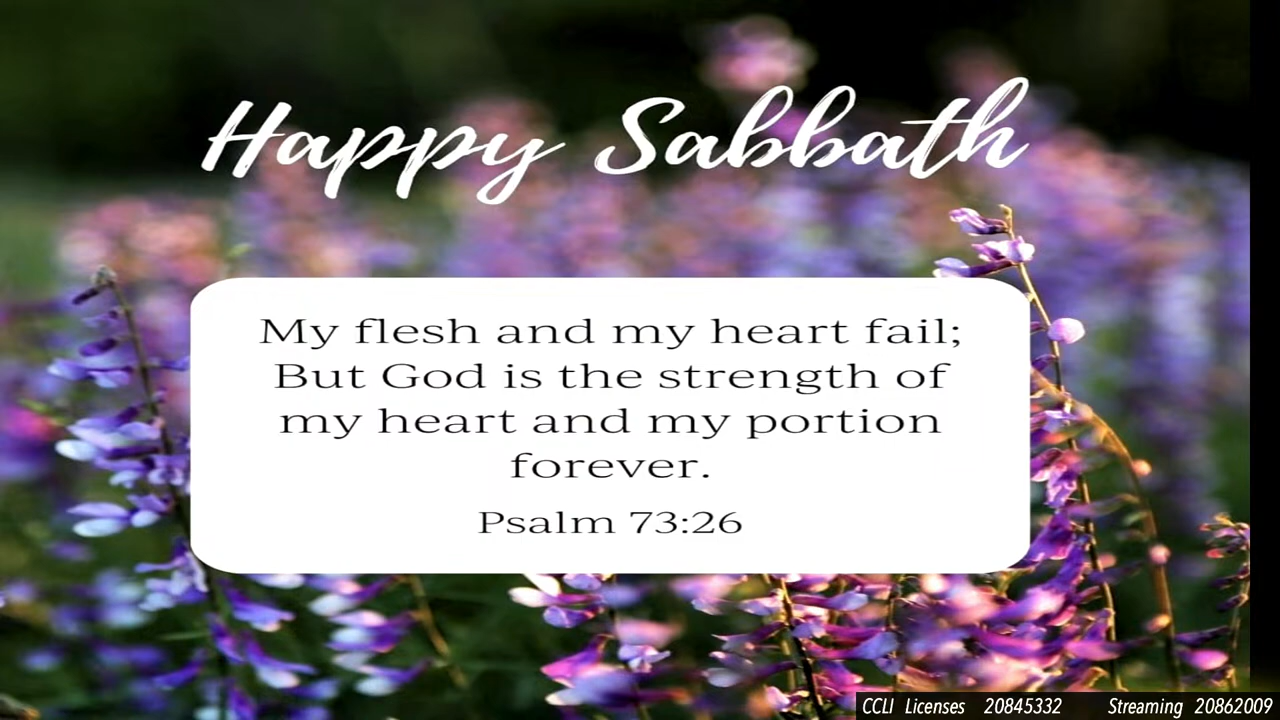 Happy Sabbath
My flesh and my heart fail;
But God is the strength of
my heart and my portion
forever.
Psalm 73:26
CCLI Licenses 20845332 Streaming 20862009